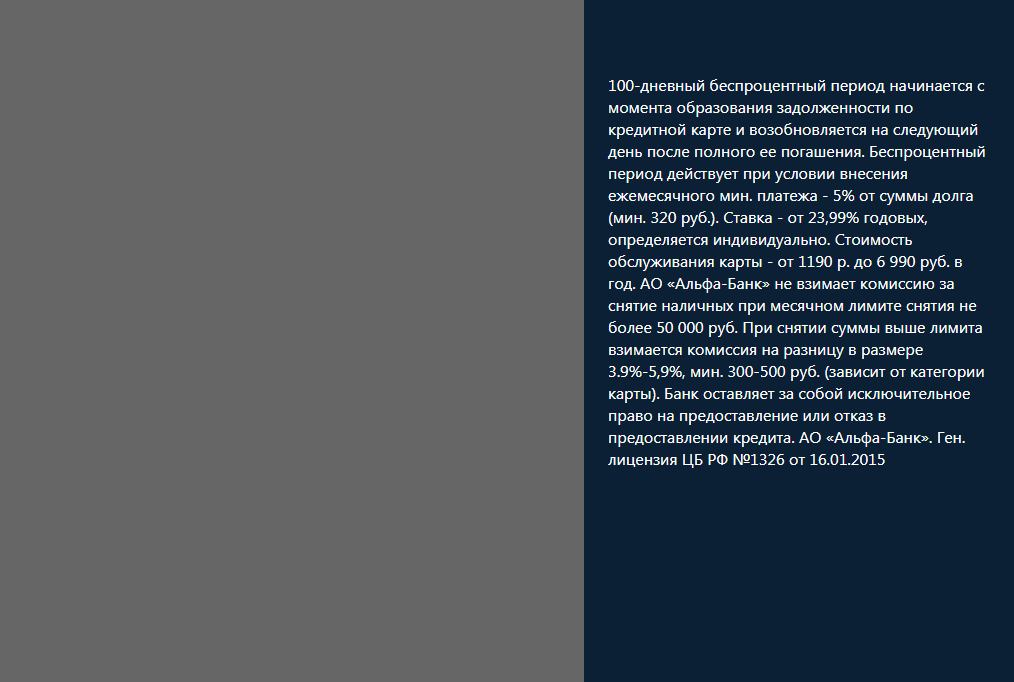 100-дневный беспроцентный период начинается с
момента образования задолженности по
кредитной карте и возобновляется на следующий
день после полного ее погашения. Беспроцентный
период действует при условии внесения
ежемесячного мин. платежа - 5% от суммы долга
(мин. 320 руб.). Ставка - от 23,99% годовых,
определяется индивидуально. Стоимость
обслуживания карты - от 1190 р. до 6 990 руб. в
год. АО «Альфа-Банк» не взимает комиссию за
снятие наличных при месячном лимите снятия не
более 50 000 руб. При снятии суммы выше лимита
взимается комиссия на разницу в размере
3.9%-5,9%, мин. 300-500 руб. (зависит от категории
карты). Банк оставляет за собой исключительное
право на предоставление или отказ в
предоставлении кредита. АО «Альфа-Банк». Ген.
лицензия ЦБ РФ №1326 от 16.01.2015